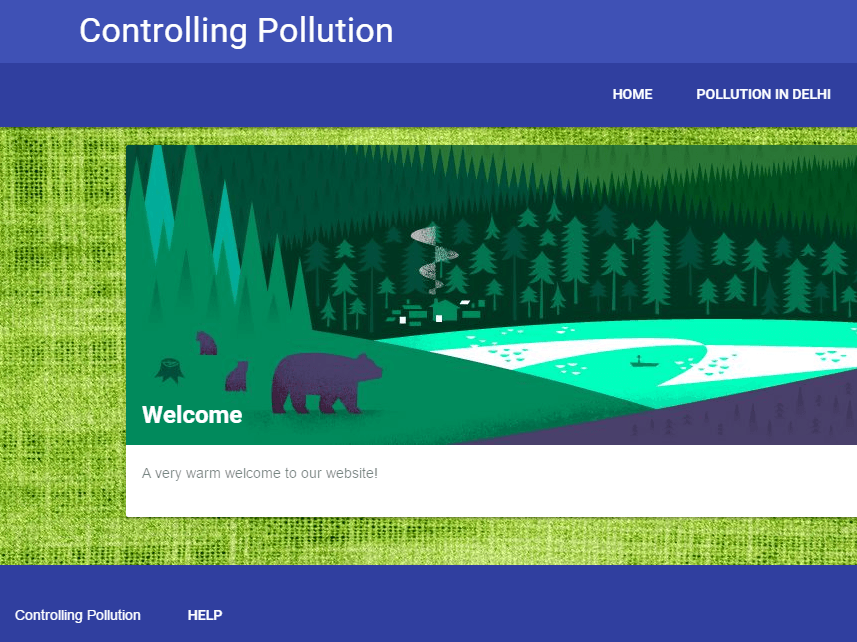 Controlling Pollution
HOME POLLUTION IN DELHI
Welcome
A very warm welcome to our website!
Controlling Pollution HELP